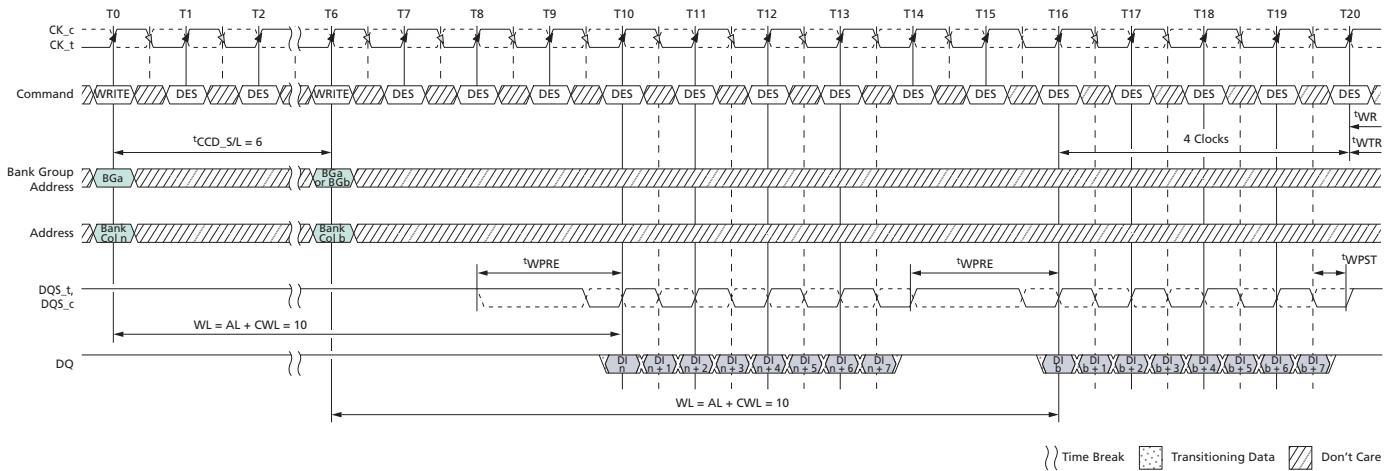 T0 T1 T2 T6 T7 T8 T9 T10 T11 T12 T13 T14 T15 T16 T17 T18 T19 T20
CK_c
CK_t
Command WRITE DES DES WRITE DES DES DES DES DES DES DES DES DES DES DES DES DES DES
tWR
tCCD_S/L = 6 4 Clocks tWTR
Bank Group
Address
BGa BGa
or BGb
Address
Bank
Col n
Bank
Col b
tWPRE tWPRE tWPST
DQS_t,
DQS_c
WL = AL + CWL = 10
DQ
DI
n
DI
n + 1
DI
n + 2
DI
n + 3
DI
n + 4
DI
n + 5
DI
n + 6
DI
n + 7
DI
b
DI
b + 1
DI
b + 2
DI
b + 3
DI
b + 4
DI
b + 5
DI
b + 6
DI
b + 7
WL = AL + CWL = 10
Time Break Transitioning Data Don't Care